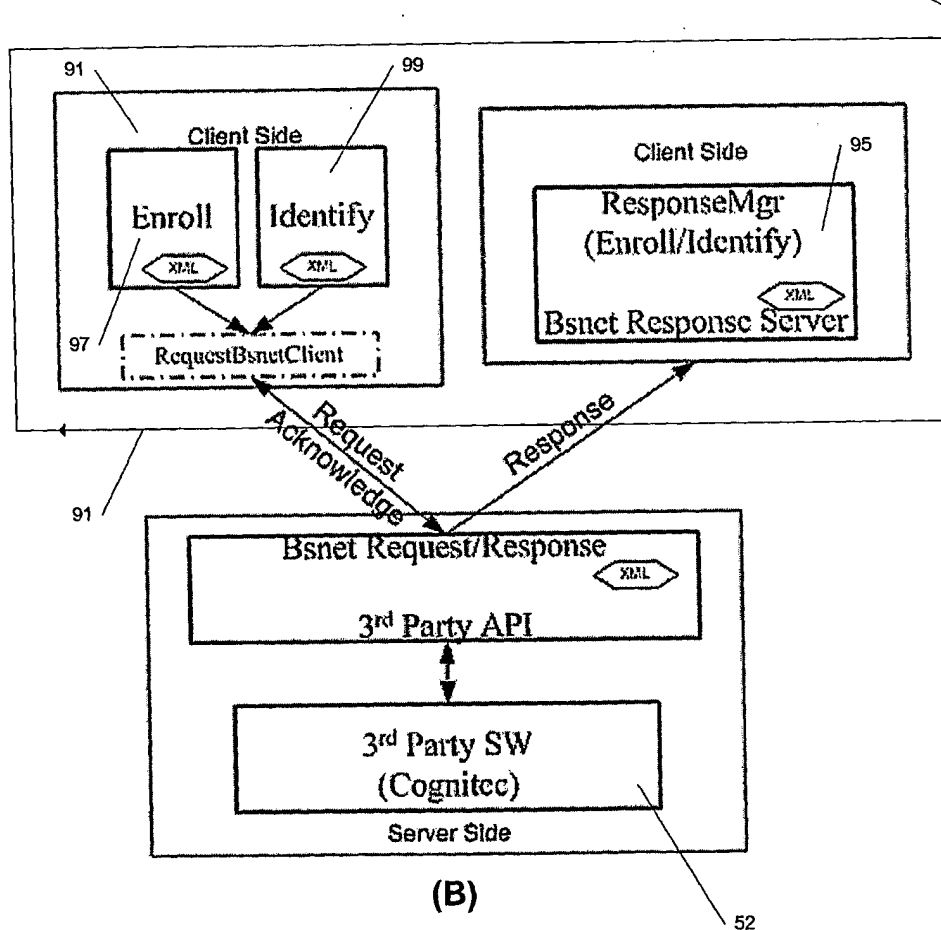 91
99
Client Side
Enroll
XML
Identify
XML
97
RequestBsnetClient
Client Side
95
ResponseMgr
(Enroll/Identify)
XML
Bsnet Response Server
Request
Acknowledge
Response
91
Bsnet Request/Response
XML
3rd Party API
3rd Party SW
(Cognitec)
Server Side
(B)
52